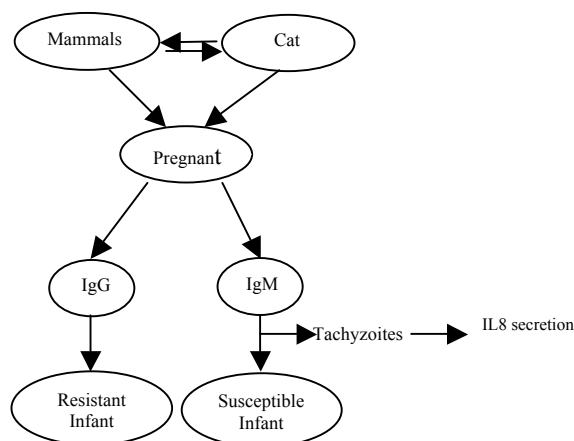 Mammals
Cat
Pregnant
IgG
IgM
Tachyzoites
IL8 secretion
Resistant
Infant
Susceptible
Infant